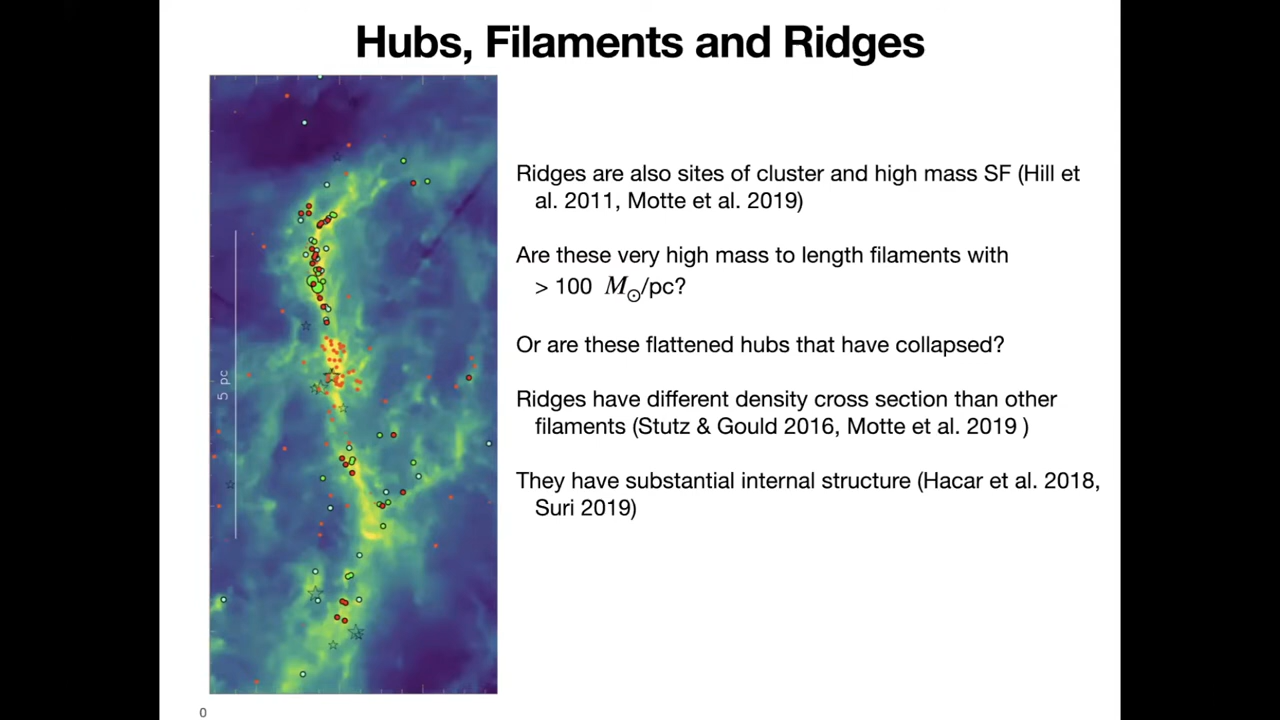 Hubs, Filaments and Ridges
Ridges are also sites of cluster and high mass SF (Hill et
al. 2011, Motte et al. 2019)
Are these very high mass to length filaments with
> 100 M⊙/pc?
Or are these flattened hubs that have collapsed?
Ridges have different density cross section than other
filaments (Stutz & Gould 2016, Motte et al. 2019 )
They have substantial internal structure (Hacar et al. 2018,
Suri 2019)
5 pc
0